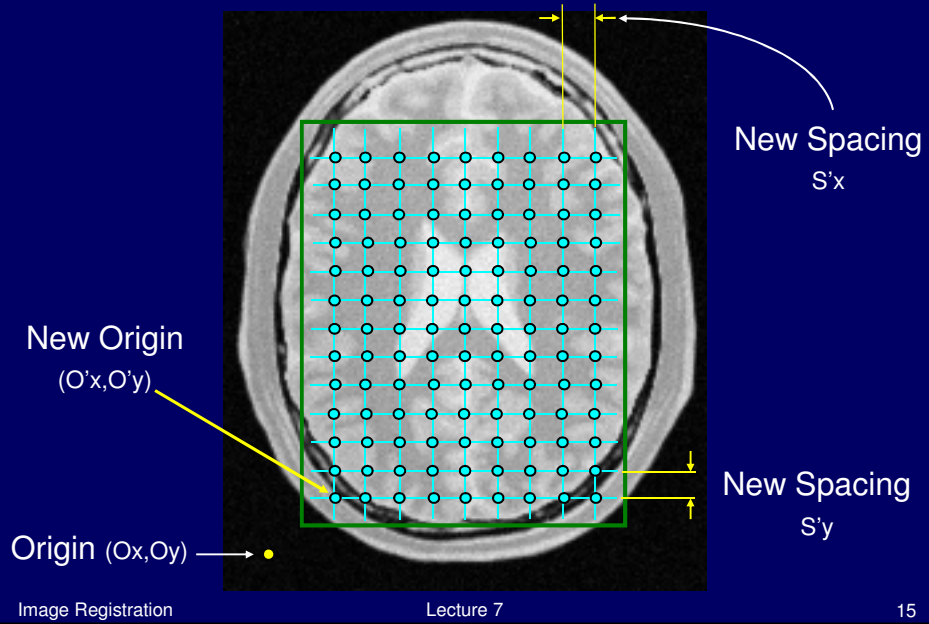 New Spacing
S’x
New Origin
(O’x,O’y)
New Spacing
S’y
Origin (Ox,Oy)
Image Registration
Lecture 7
15